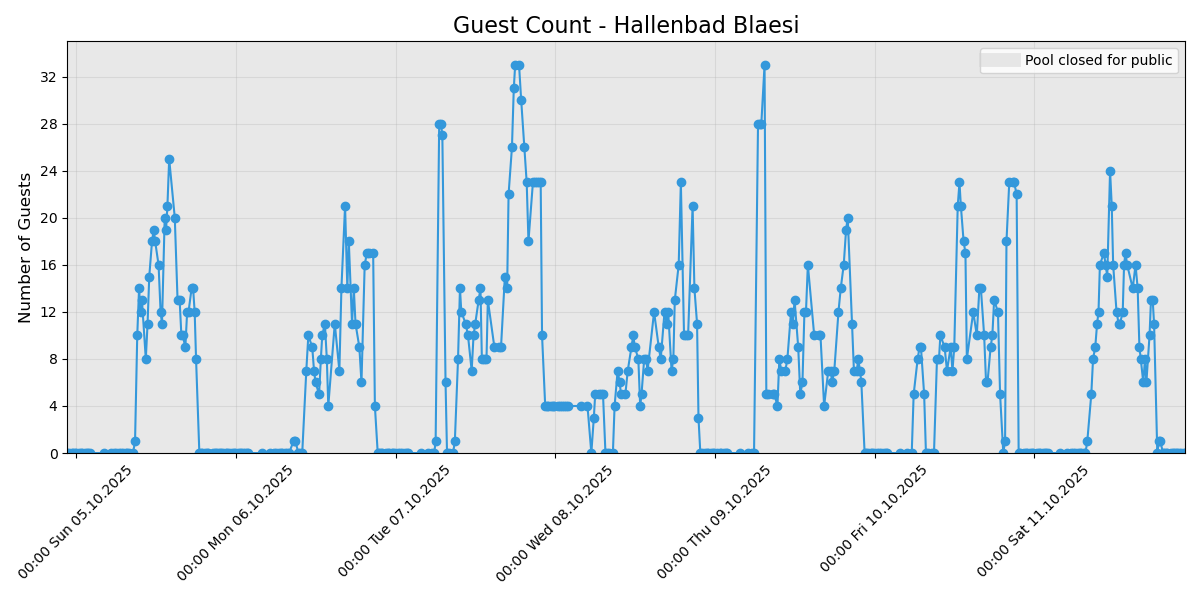 Guest Count - Hallenbad Blaesi
Pool closed for public
Number of Guests
32
28
24
20
16
12
8
4
0
00:00 Sun 05.10.2025
00:00 Mon 06.10.2025
00:00 Tue 07.10.2025
00:00 Wed 08.10.2025
00:00 Thu 09.10.2025
00:00 Fri 10.10.2025
00:00 Sat 11.10.2025